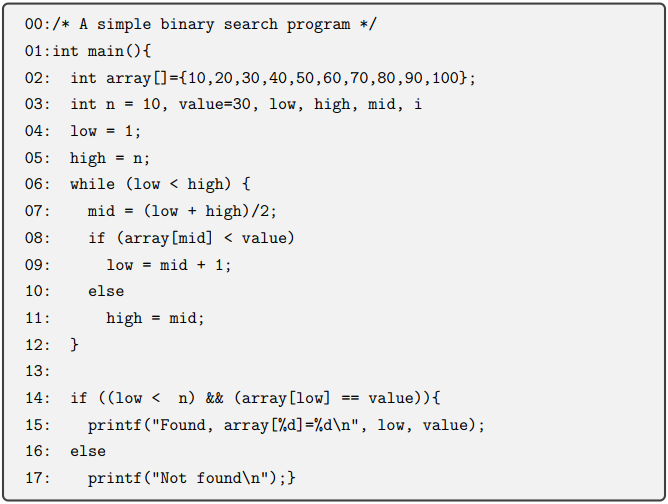 00:/* A simple binary search program */
01:int main(){
02:  int array[]={10,20,30,40,50,60,70,80,90,100};
03:  int n = 10, value=30, low, high, mid, i
04:  low = 1;
05:  high = n;
06:  while (low < high) {
07:    mid = (low + high)/2;
08:    if (array[mid] < value)
09:      low = mid + 1;
10:    else
11:      high = mid;
12:  }
13:
14:  if ((low <  n) && (array[low] == value)){
15:    printf("Found, array[%d]=%d\n", low, value);
16:  else
17:    printf("Not found\n");}